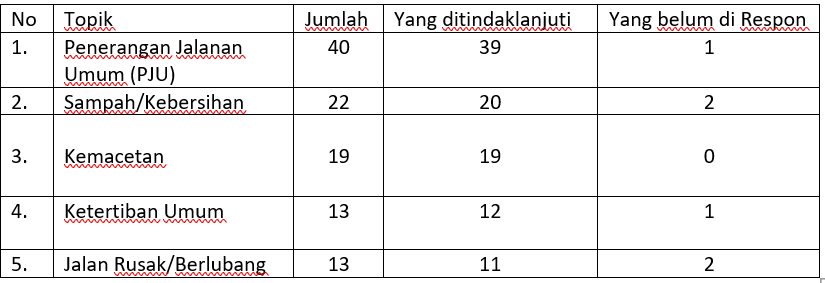 No Topik Jumlah Yang ditindaklanjuti Yang belum di Respon
1. Penerangan Jalanan Umum (PJU) 40 39 1
2. Sampah/Kebersihan 22 20 2
3. Kemacetan 19 19 0
4. Ketertiban Umum 13 12 1
5. Jalan Rusak/Berlubang 13 11 2